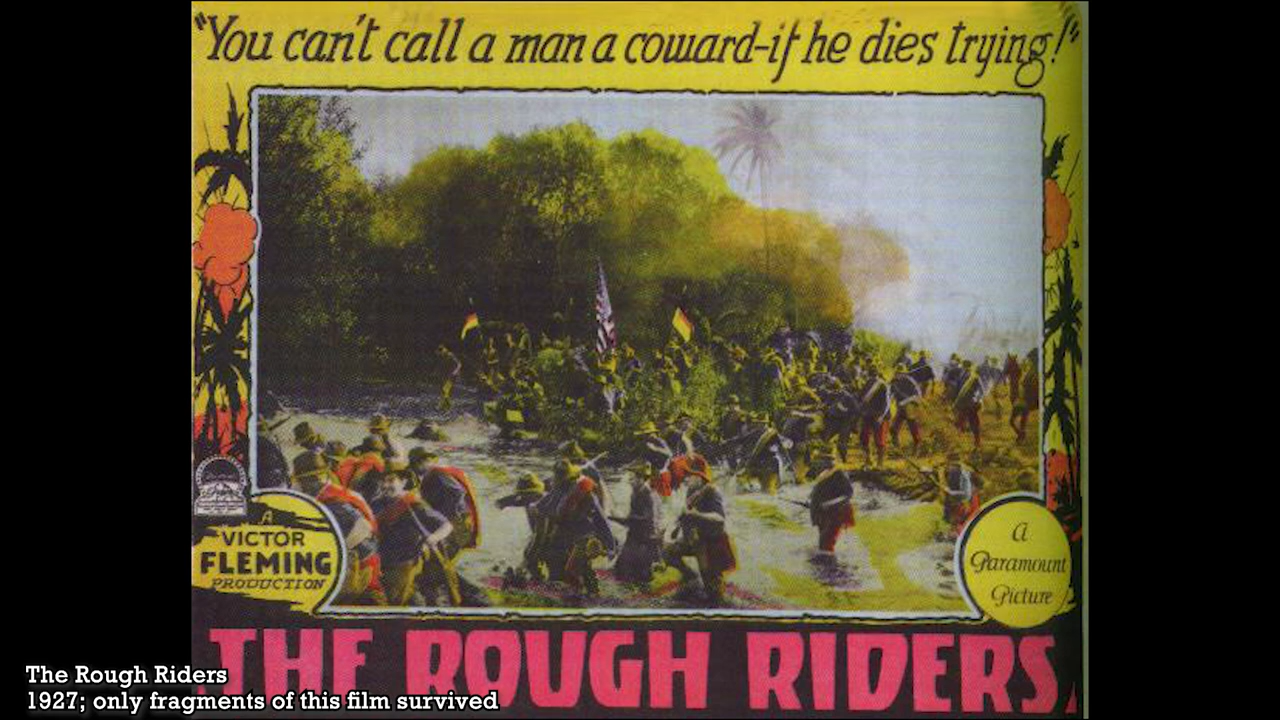 "You can't call a man a coward-if he dies trying!"
A
VICTOR
FLEMING
PRODUCTION
a
Paramount
Picture
THE ROUGH RIDERS
The Rough Riders
1927; only fragments of this film survived